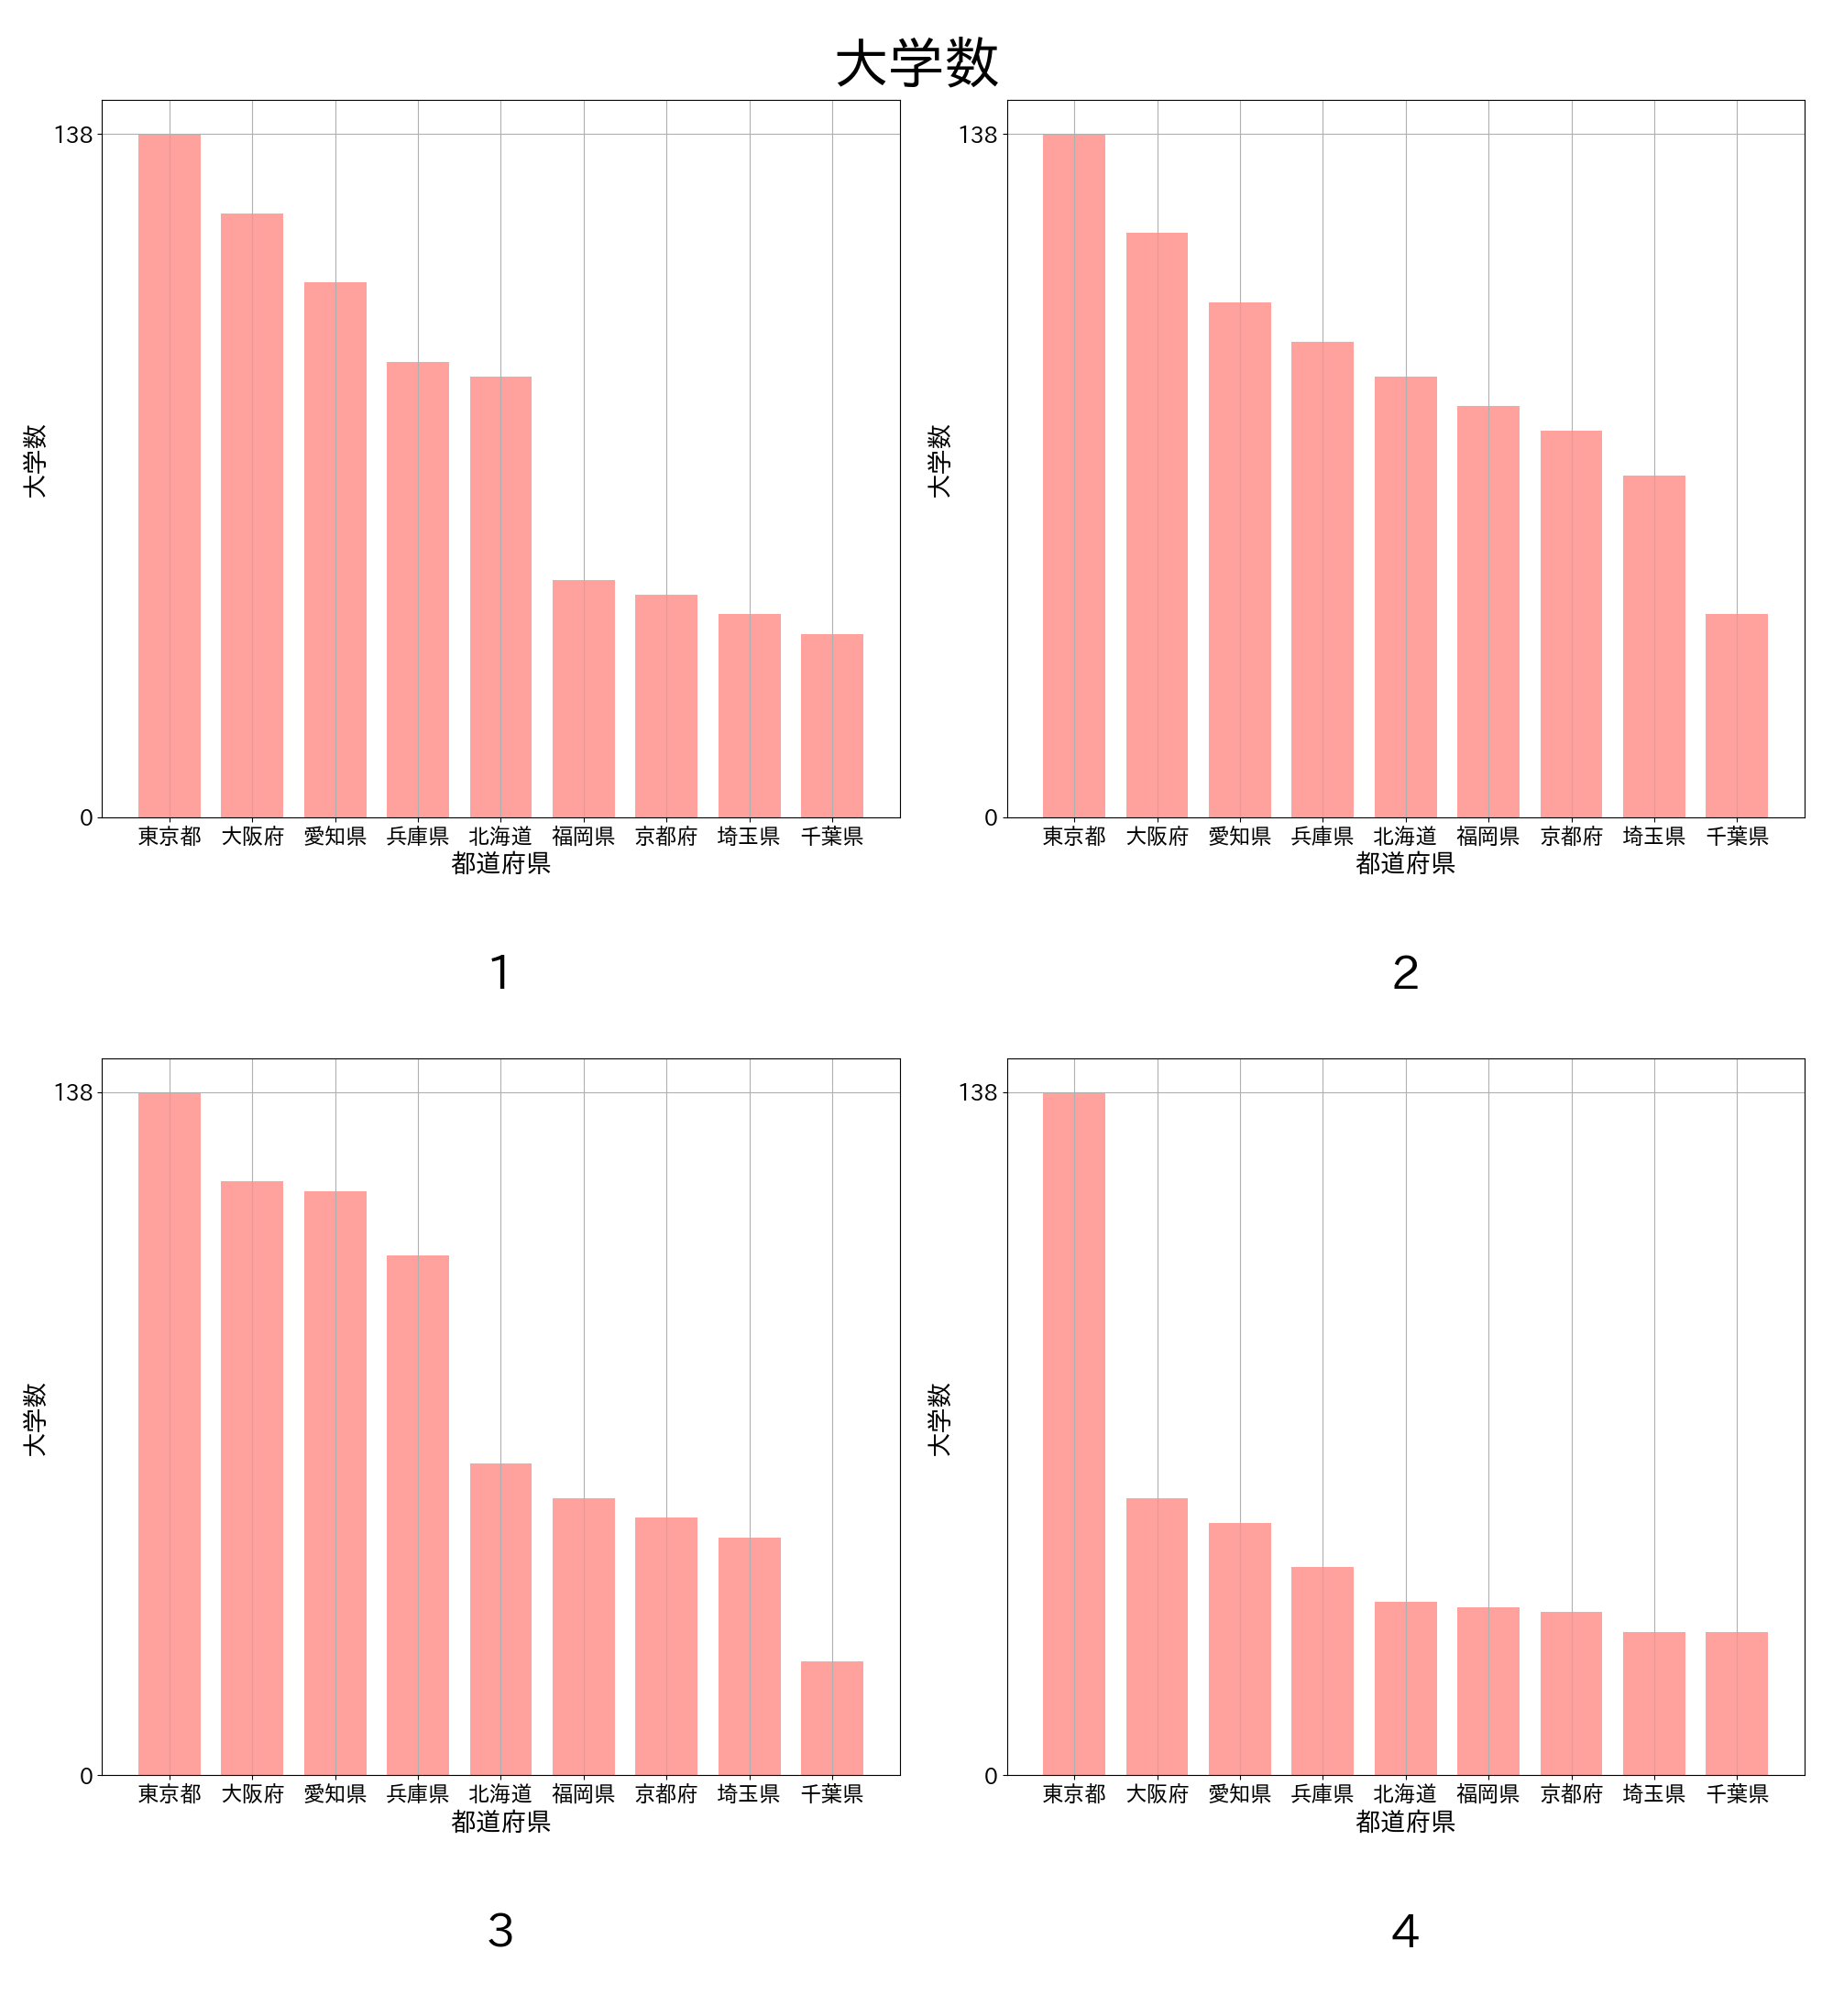 大学数
138
0
大学数
東京都 大阪府 愛知県 兵庫県 北海道 福岡県 京都府 埼玉県 千葉県
都道府県
1
138
0
大学数
東京都 大阪府 愛知県 兵庫県 北海道 福岡県 京都府 埼玉県 千葉県
都道府県
2
138
0
大学数
東京都 大阪府 愛知県 兵庫県 北海道 福岡県 京都府 埼玉県 千葉県
都道府県
3
138
0
大学数
東京都 大阪府 愛知県 兵庫県 北海道 福岡県 京都府 埼玉県 千葉県
都道府県
4